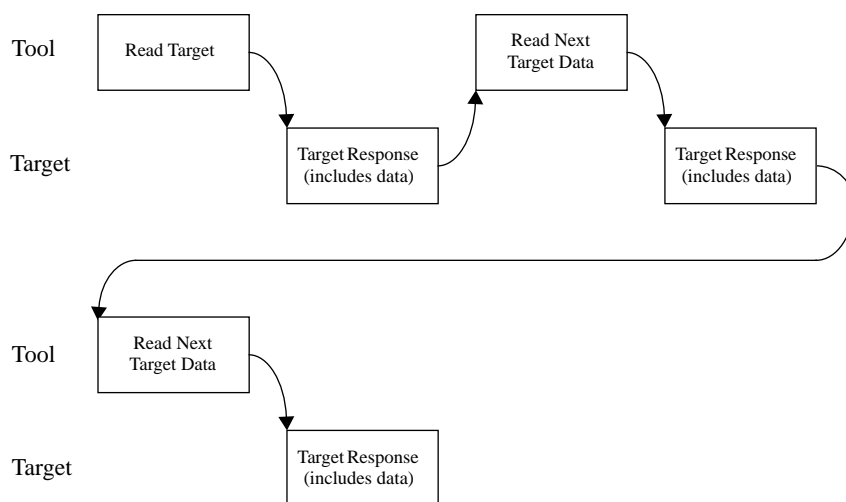 Tool
Read Target
Read Next
Target Data
Target
Target Response
(includes data)
Target Response
(includes data)
Tool
Read Next
Target Data
Target
Target Response
(includes data)